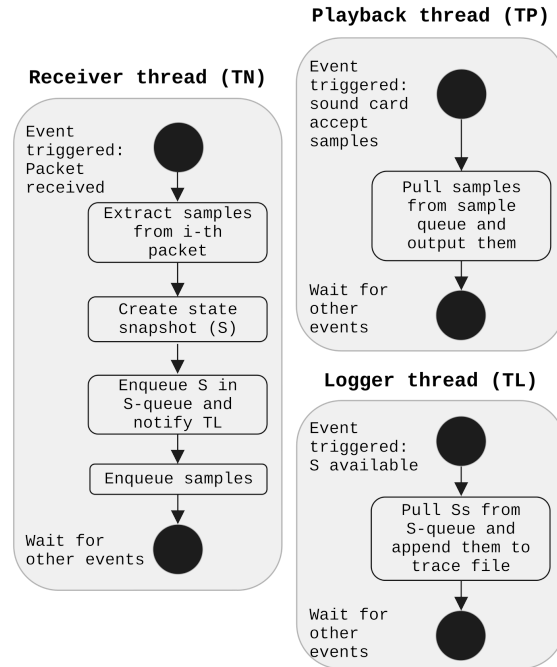 Receiver thread (TN)
Event
triggered:
Packet
received
Extract samples
from i-th
packet
Create state
snapshot (S)
Enqueue S in
S-queue and
notify TL
Enqueue samples
Wait for
other events
Playback thread (TP)
Event
triggered:
sound card
accept
samples
Pull samples
from sample
queue and
output them
Wait for
other
events
Logger thread (TL)
Event
triggered:
S available
Pull Ss from
S-queue and
append them to
trace file
Wait for
other
events